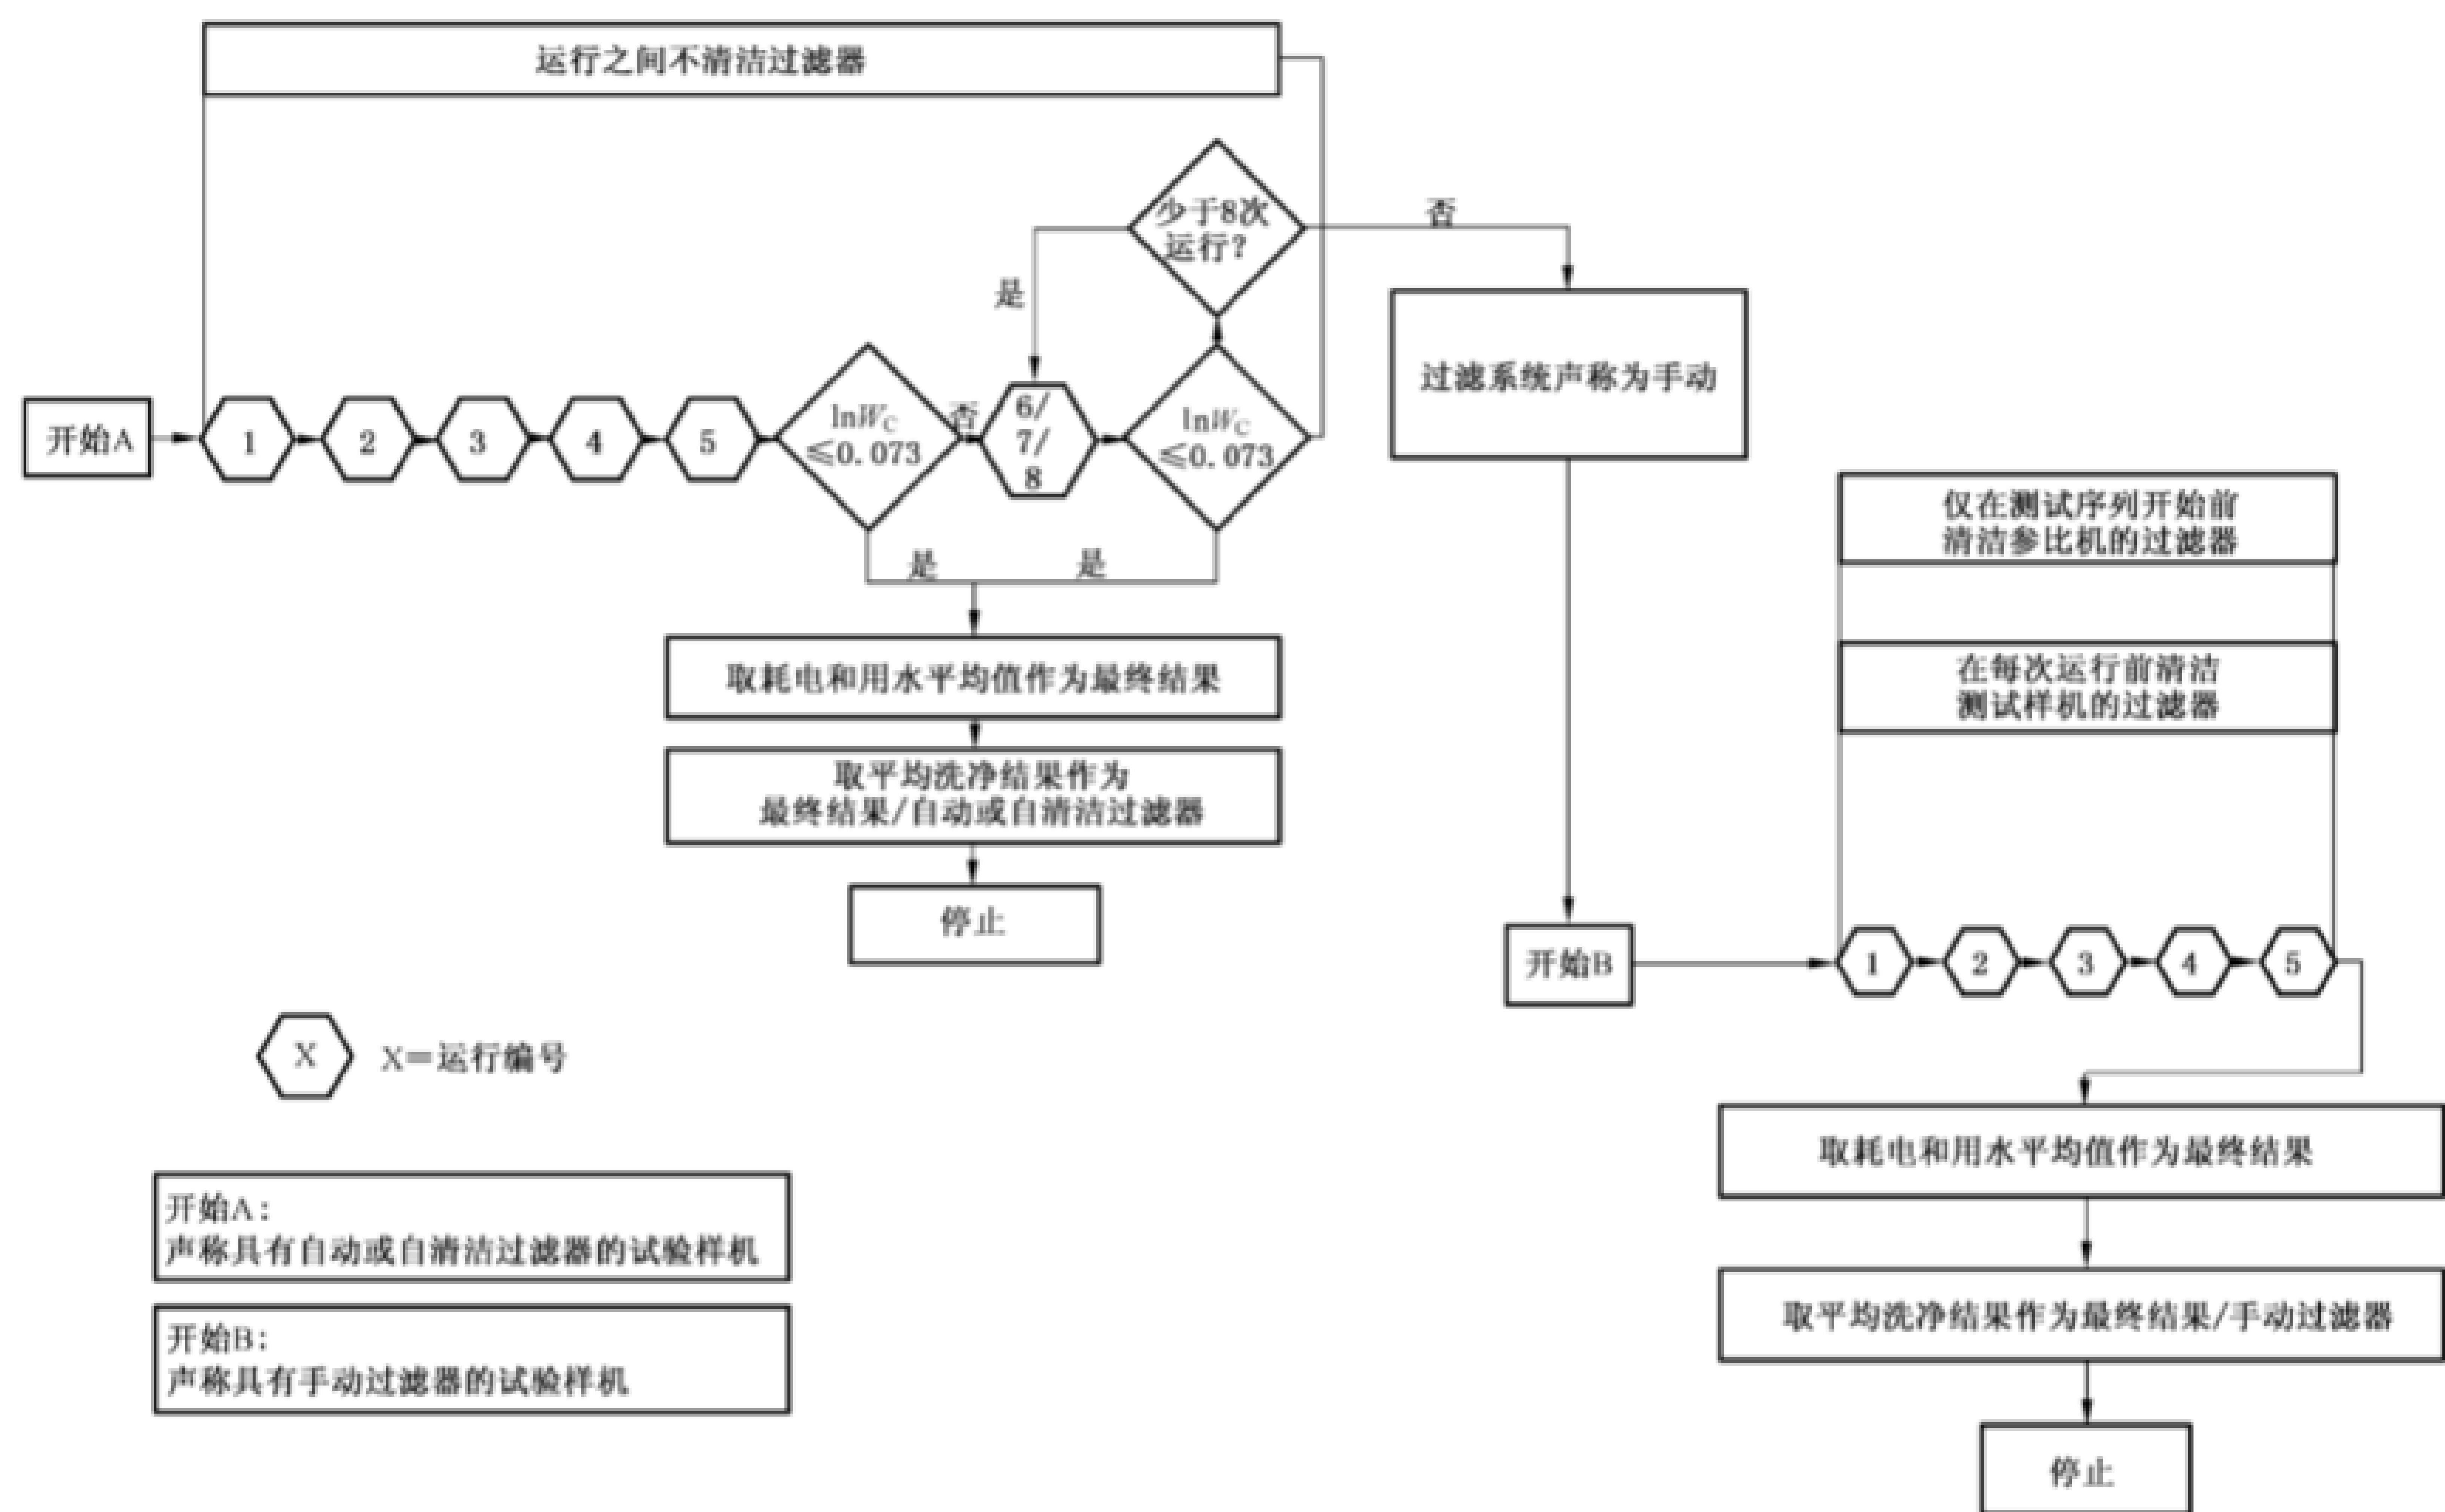 运行之间不清洁过滤器
少于8次
运行?
否
是
过滤系统声称为手动
开始A
1
2
3
4
5
lnWC
≤0.073
否
6/
7/
8
lnWC
≤0.073
是
是
仅在测试序列开始前
清洁参比机的过滤器
取耗电和用水平均值作为最终结果
在每次运行前清洁
测试样机的过滤器
取平均洗净结果作为
最终结果/自动或自清洁过滤器
停止
开始B
1
2
3
4
5
X
X=运行编号
取耗电和用水平均值作为最终结果
开始A:
声称具有自动或自清洁过滤器的试验样机
取平均洗净结果作为最终结果/手动过滤器
开始B:
声称具有手动过滤器的试验样机
停止